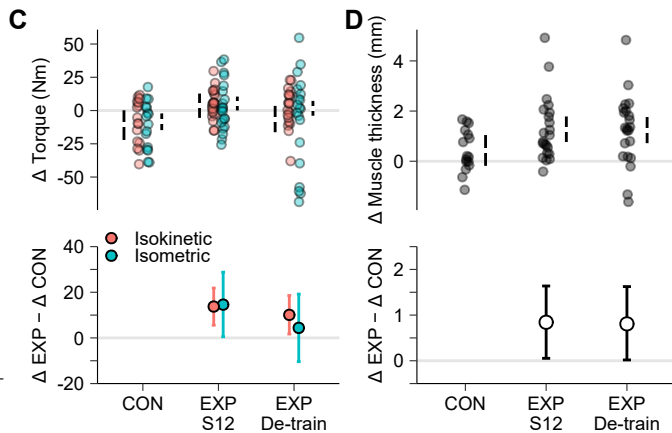 C
Δ Torque (Nm)
50
25
0
-25
-50
Δ EXP − Δ CON
40
20
0
-20
Isokinetic
Isometric
CON
EXP
S12
EXP
De-train
D
Δ Muscle thickness (mm)
4
2
0
Δ EXP − Δ CON
2
1
0
CON
EXP
S12
EXP
De-train